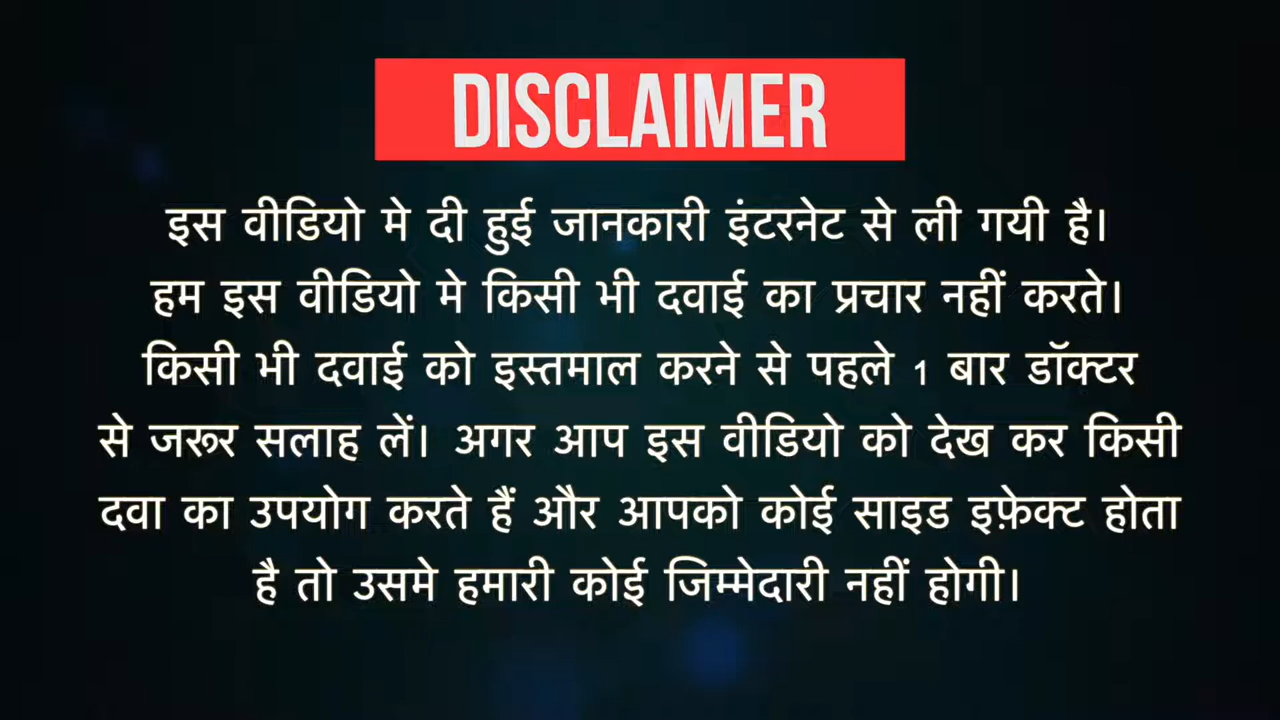 DISCLAIMER
इस वीडियो मे दी हुई जानकारी इंटरनेट से ली गयी है।
हम इस वीडियो मे किसी भी दवाई का प्रचार नहीं करते।
किसी भी दवाई को इस्तमाल करने से पहले 1 बार डॉक्टर
से जरूर सलाह लें। अगर आप इस वीडियो को देख कर किसी
दवा का उपयोग करते हैं और आपको कोई साइड इफ़ेक्ट होता
है तो उसमे हमारी कोई जिम्मेदारी नहीं होगी।